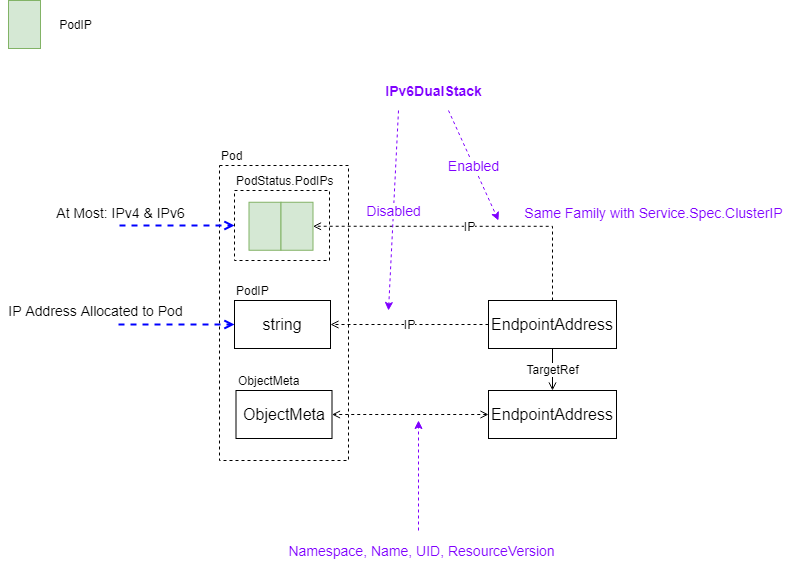 PodIP
IPv6DualStack
Pod
Enabled
PodStatus.PodIPs
At Most: IPv4 & IPv6
Disabled
Same Family with Service.Spec.ClusterIP
IP
PodIP
IP Address Allocated to Pod
string
IP
EndpointAddress
TargetRef
ObjectMeta
ObjectMeta
EndpointAddress
Namespace, Name, UID, ResourceVersion